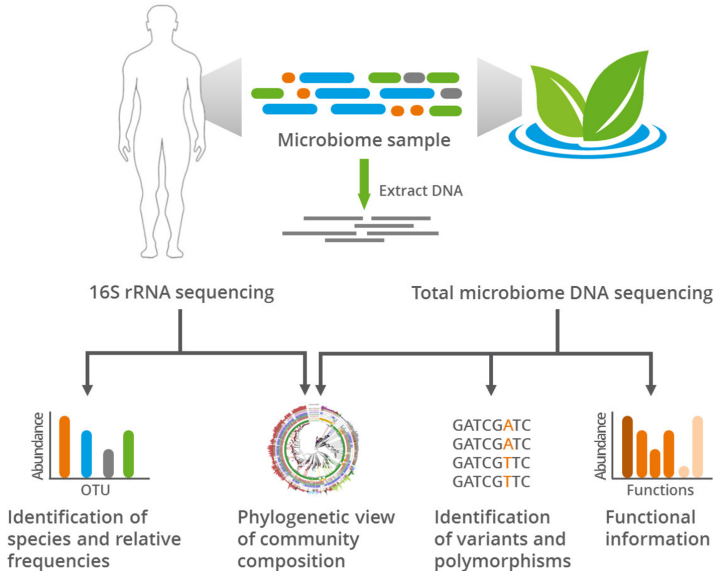 Microbiome sample
Extract DNA
16S rRNA sequencing
Total microbiome DNA sequencing
Abundance
OTU
Identification of
species and relative
frequencies
Phylogenetic view
of community
composition
GATCGATC
GATCGATC
GATCGTTC
GATCGTTC
Identification
of variants and
polymorphisms
Abundance
Functions
Functional
information